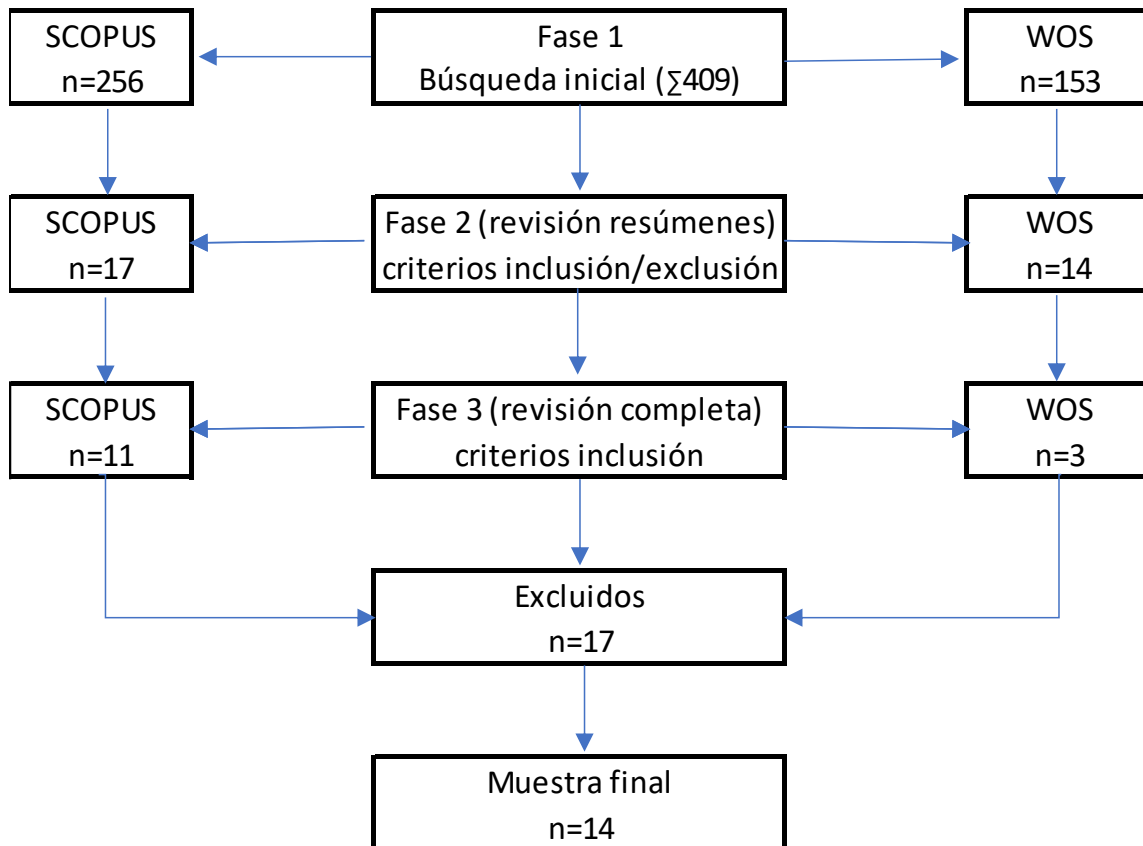 SCOPUS
n=256
Fase 1
Búsqueda inicial (∑409)
WOS
n=153
SCOPUS
n=17
Fase 2 (revisión resúmenes)
criterios inclusión/exclusión
WOS
n=14
SCOPUS
n=11
Fase 3 (revisión completa)
criterios inclusión
WOS
n=3
Excluidos
n=17
Muestra final
n=14